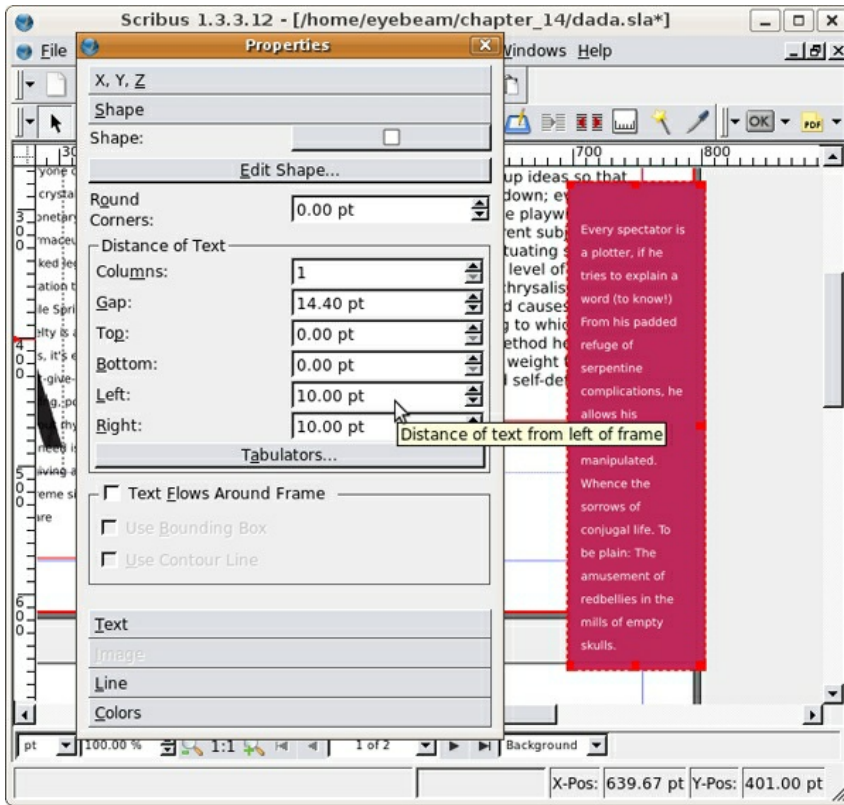 Scribus 1.3.3.12 - [/home/eyebeam/chapter_14/dada.sla*]
File
Windows Help
Properties
X, Y, Z
Shape
Shape:
Edit Shape...
Round
Corners:
0.00 pt
Distance of Text
Columns:
1
Gap:
14.40 pt
Top:
0.00 pt
Bottom:
0.00 pt
Left:
10.00 pt
Right:
10.00 pt
Distance of text from left of frame
Tabulators...
Text Flows Around Frame
Use Bounding Box
Use Contour Line
Text
Image
Line
Colors
OK
PDF
700
800
up ideas so that
down;
level of
causes
to
weight
Every spectator is
a plotter, if he
tries to explain a
word (to know!)
From his padded
refuge of
serpentine
complications, he
allows his
manipulated.
Whence the
sorrows of
conjugal life. To
be plain: The
amusement of
redbellies in the
mills of empty
skulls.
pt
100.00 %
1:1
1 of 2
Background
X-Pos: 639.67 pt
Y-Pos: 401.00 pt